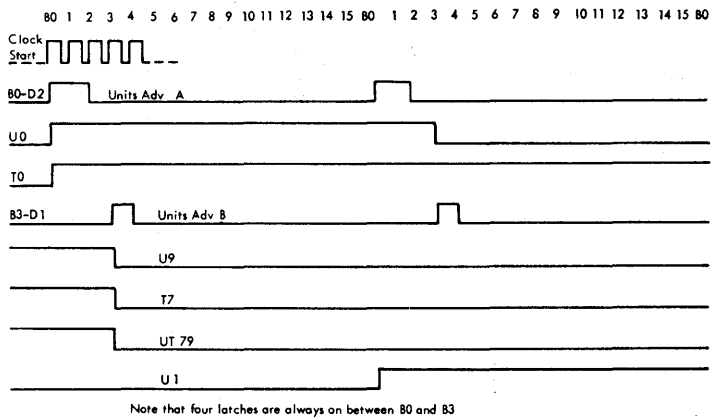 B0 1 2 3 4 5 6 7 8 9 10 11 12 13 14 15 B0 1 2 3 4 5 6 7 8 9 10 11 12 13 14 15 B0
Clock
Start
B0-D2 Units Adv A
U0
T0
B3-D1 Units Adv B
U9
T7
UT 79
U1
Note that four latches are always on between B0 and B3